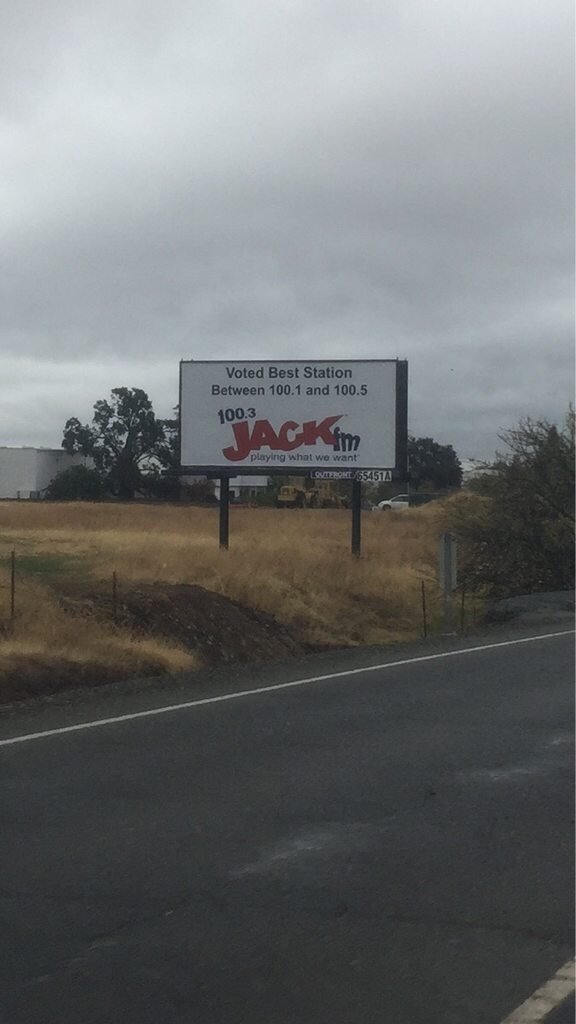 Voted Best Station
Between 100.1 and 100.5
100.3
JACK fm
playing what we want
OUTFRONT 55451A